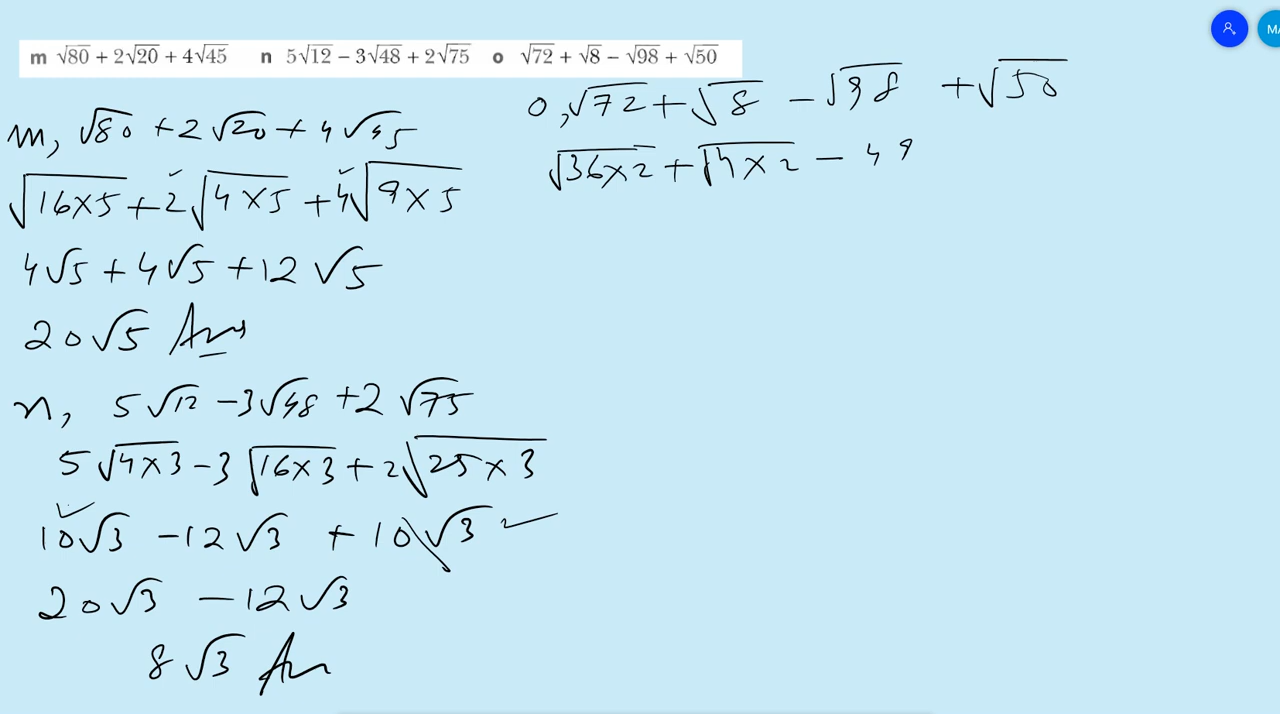 m √80 + 2√20 + 4√45 n 5√12 − 3√48 + 2√75 o √72 + √8 − √98 + √50
m, √80 + 2√20 + 4√45
√16×5 + 2√4×5 + 4√9×5
4√5 + 4√5 + 12√5
20√5 Ans
n, 5√12 − 3√48 + 2√75
5√4×3 − 3√16×3 + 2√25×3
10√3 − 12√3 + 10√3
20√3 − 12√3
8√3 An
o, √72 + √8 − √98 + √50
√36×2 + √4×2 − 49
MA